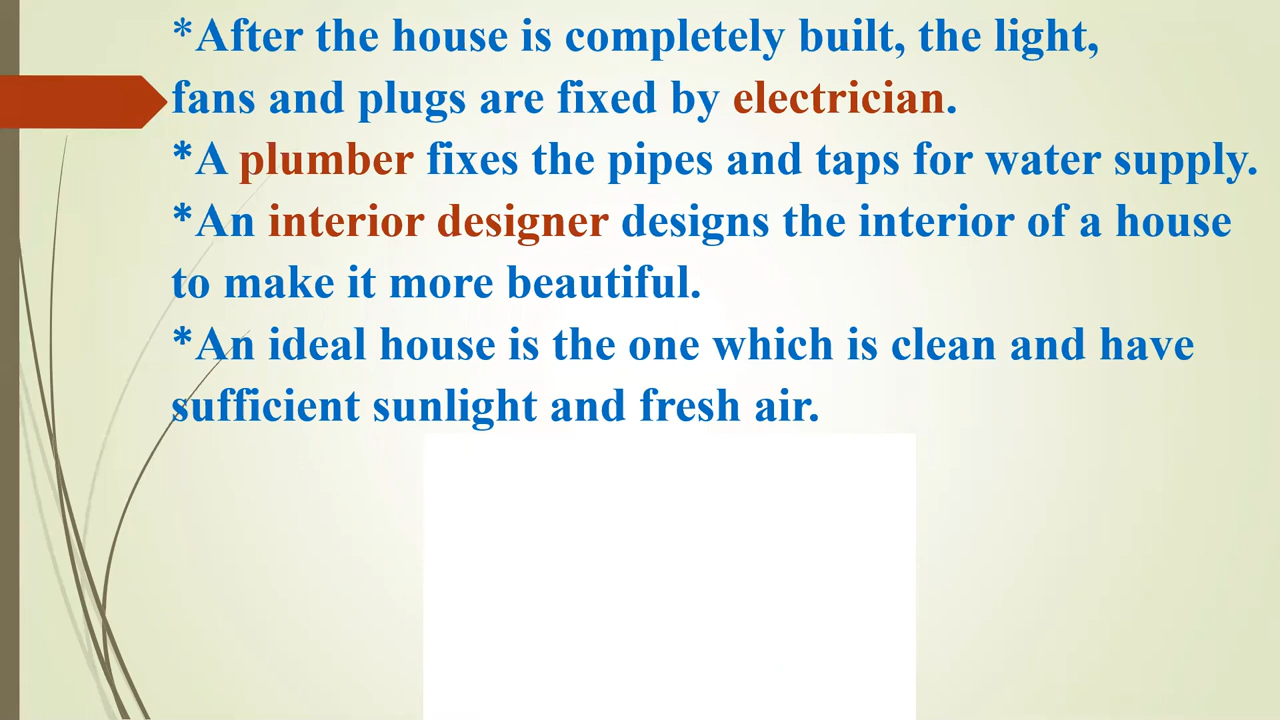 *After the house is completely built, the light,
fans and plugs are fixed by electrician.
*A plumber fixes the pipes and taps for water supply.
*An interior designer designs the interior of a house
to make it more beautiful.
*An ideal house is the one which is clean and have
sufficient sunlight and fresh air.